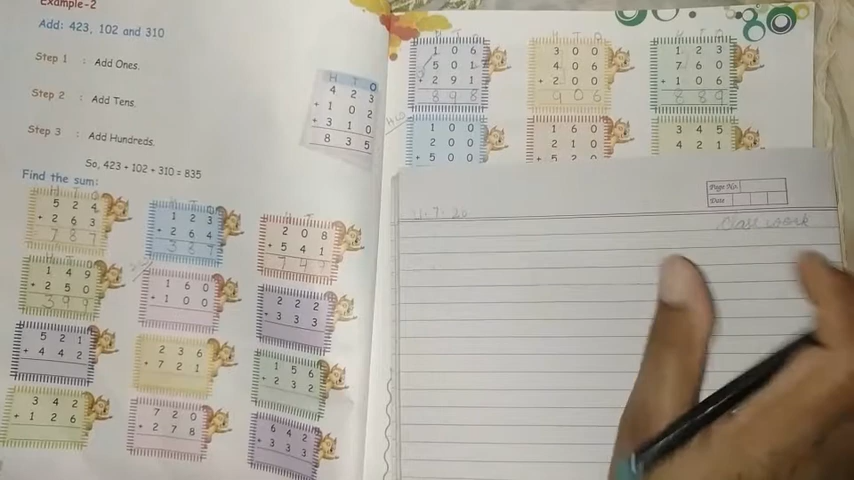 Example-2
Add: 423, 102 and 310
Step 1 : Add Ones.
Step 2 : Add Tens.
Step 3 : Add Hundreds.
H T O
4 2 3
+ 1 0 2
+ 3 1 0
8 3 5
So, 423 + 102 + 310 = 835
Find the sum:
H T O
5 2 4
+ 2 6 3
7 8 7
H T O
1 2 3
+ 2 6 4
3 8 7
H T
2 0 8
+ 5 4 1
7 4 9
H T O
1 4 9
+ 2 5 0
3 9 9
1 6 0
+ 1 0 0
2 2 2
+ 3 3 3
5 2 1
+ 4 4 2
2 3 6
+ 7 2 1
1 5 6
+ 2 3 2
3 4 2
+ 1 2 6
7 2 0
+ 2 7 8
6 4 2
+ 3 3 3
H T O
1 0 6
5 0 1
+ 2 9 1
8 9 8
H T O
3 0 0
4 0 6
+ 2 0 0
9 0 6
H T O
1 2 3
7 6 0
+ 1 0 6
8 8 9
1 0 0
2 0 0
+ 5 0 0
1 6 0
2 1 0
3 4 5
4 2 1
Page No.
Date
4.7.20
Class work